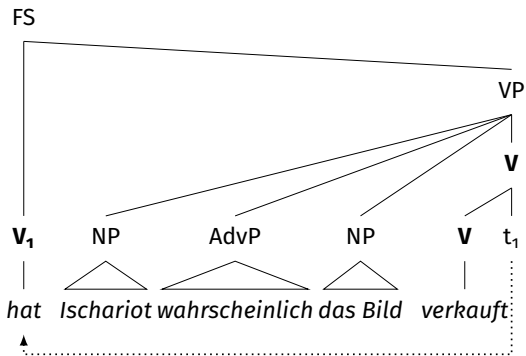 FS
VP
V
V₁ NP AdvP NP V t₁
hat Ischariot wahrscheinlich das Bild verkauft